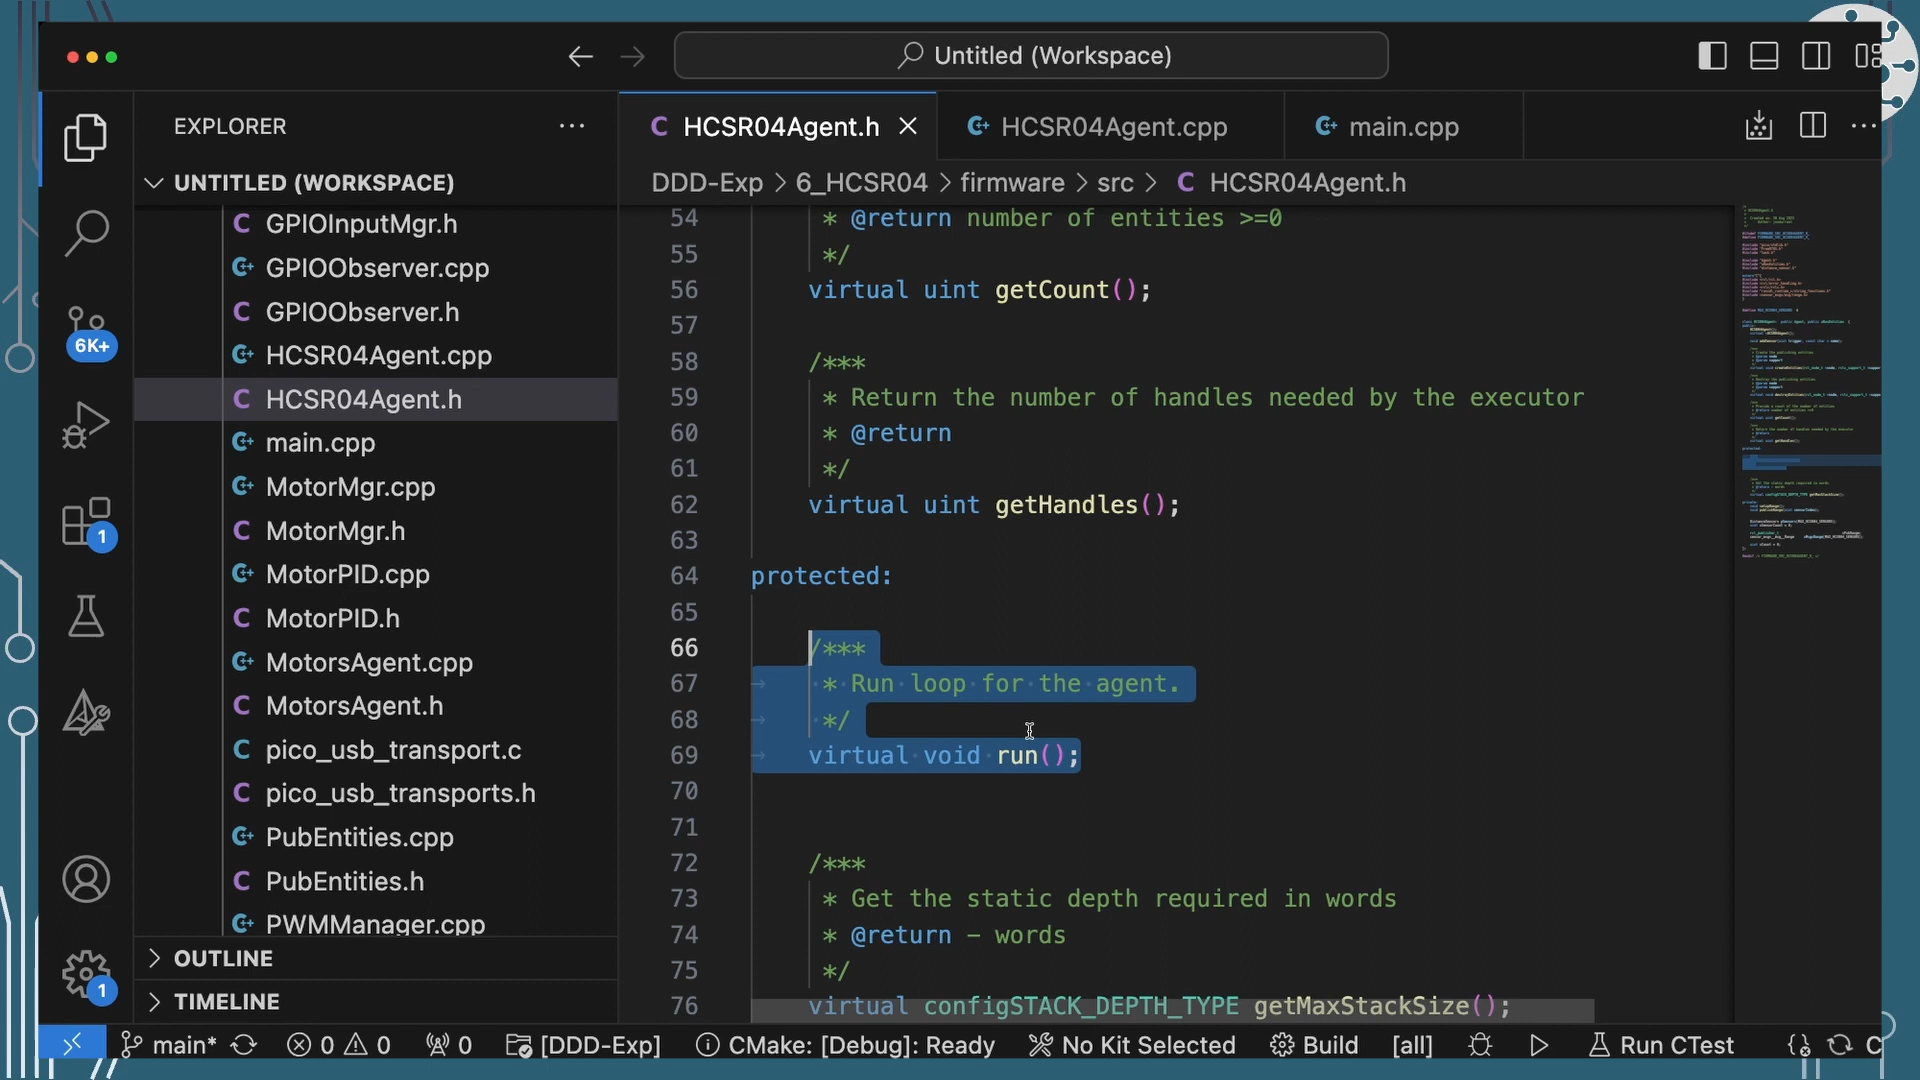 Untitled (Workspace)
EXPLORER
HCSR04Agent.h
HCSR04Agent.cpp
main.cpp
UNTITLED (WORKSPACE)
DDD-Exp > 6_HCSR04 > firmware > src > C HCSR04Agent.h
GPIOInputMgr.h
GPIOObserver.cpp
GPIOObserver.h
HCSR04Agent.cpp
HCSR04Agent.h
main.cpp
MotorMgr.cpp
MotorMgr.h
MotorPID.cpp
MotorPID.h
MotorsAgent.cpp
MotorsAgent.h
pico_usb_transport.c
pico_usb_transports.h
PubEntities.cpp
PubEntities.h
PWMManager.cpp
OUTLINE
TIMELINE
6K+
1
1
54 * @return number of entities >=0
55 */
56 virtual uint getCount();
57
58 /***
59 * Return the number of handles needed by the executor
60 * @return
61 */
62 virtual uint getHandles();
63
64 protected:
65
66 /***
67 * Run loop for the agent.
68 */
69 virtual void run();
70
71
72 /***
73 * Get the static depth required in words
74 * @return – words
75 */
76 virtual configSTACK_DEPTH_TYPE getMaxStackSize();
main* 0 0 0 [DDD-Exp] CMake: [Debug]: Ready No Kit Selected Build [all] Run CTest C